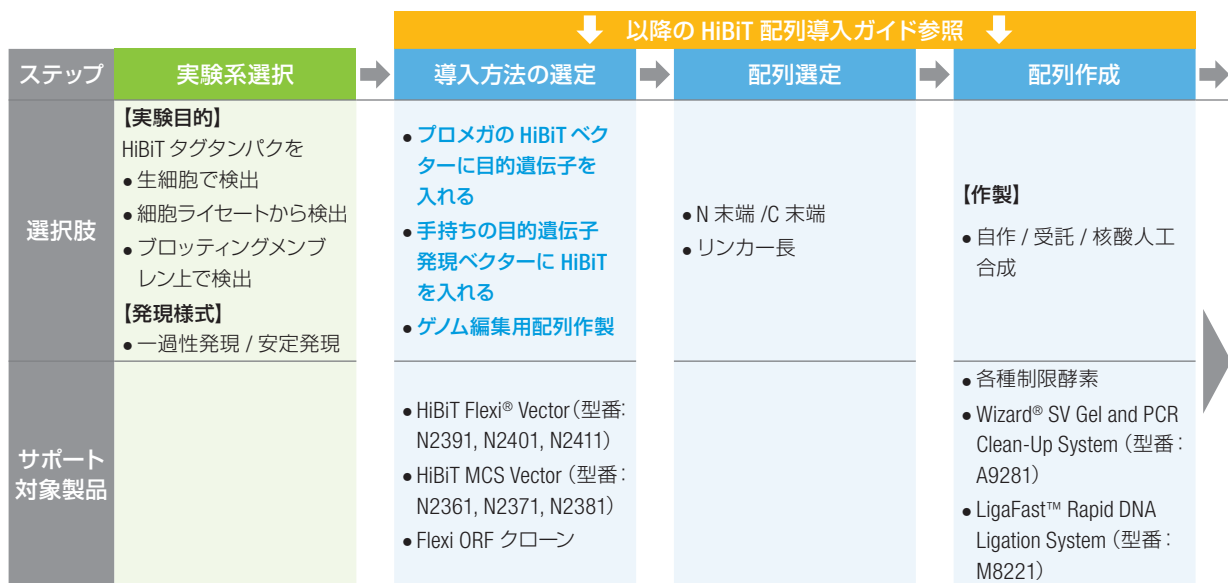 以降の HiBiT 配列導入ガイド参照
ステップ
実験系選択
導入方法の選定
配列選定
配列作成
選択肢
【実験目的】
HiBiT タグタンパクを
● 生細胞で検出
● 細胞ライセートから検出
● ブロッティングメンブ
レン上で検出
【発現様式】
● 一過性発現 / 安定発現
● プロメガの HiBiT ベク
ターに目的遺伝子を
入れる
● 手持ちの目的遺伝子
発現ベクターに HiBiT
を入れる
● ゲノム編集用配列作製
● N 末端 /C 末端
● リンカー長
【作製】
● 自作 / 受託 / 核酸人工
合成
サポート
対象製品
● HiBiT Flexi® Vector（型番：
N2391, N2401, N2411）
● HiBiT MCS Vector （型番：
N2361, N2371, N2381）
● Flexi ORF クローン
● 各種制限酵素
● Wizard® SV Gel and PCR
Clean-Up System （型番：
A9281）
● LigaFast™ Rapid DNA
Ligation System （型番：
M8221）